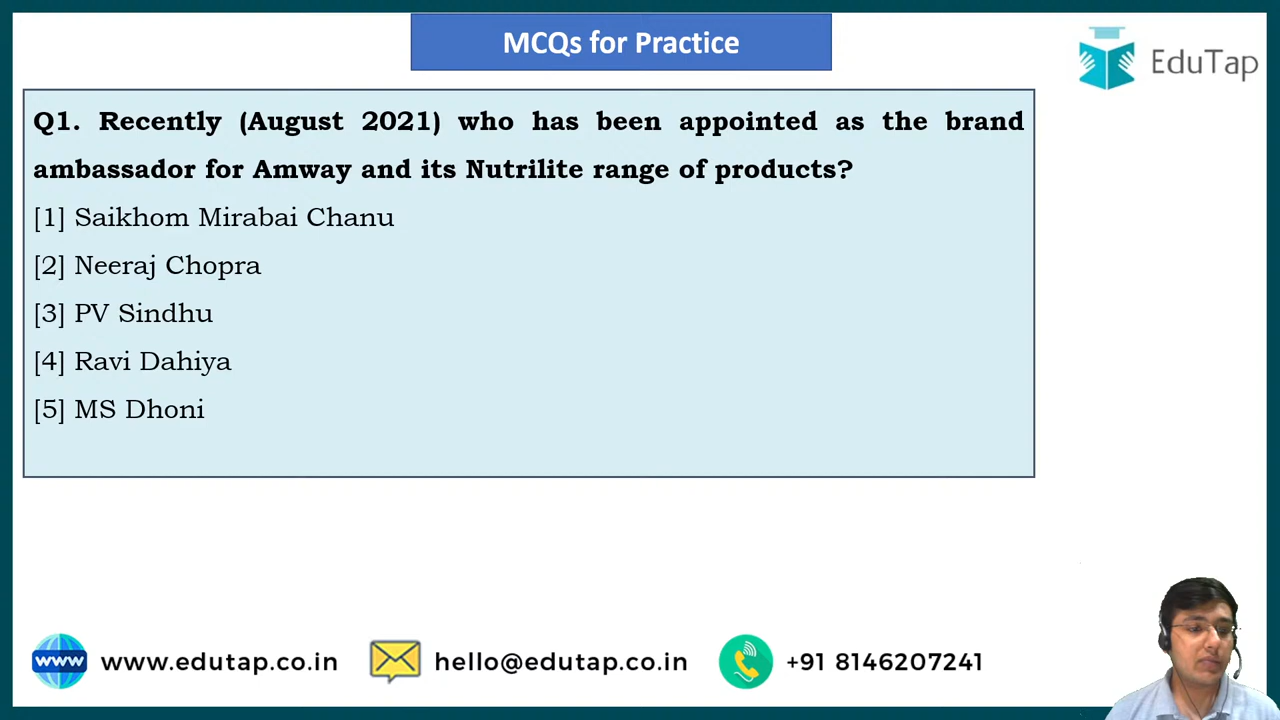 MCQs for Practice
EduTap
Q1. Recently (August 2021) who has been appointed as the brand
ambassador for Amway and its Nutrilite range of products?
[1] Saikhom Mirabai Chanu
[2] Neeraj Chopra
[3] PV Sindhu
[4] Ravi Dahiya
[5] MS Dhoni
www www.edutap.co.in hello@edutap.co.in +91 8146207241